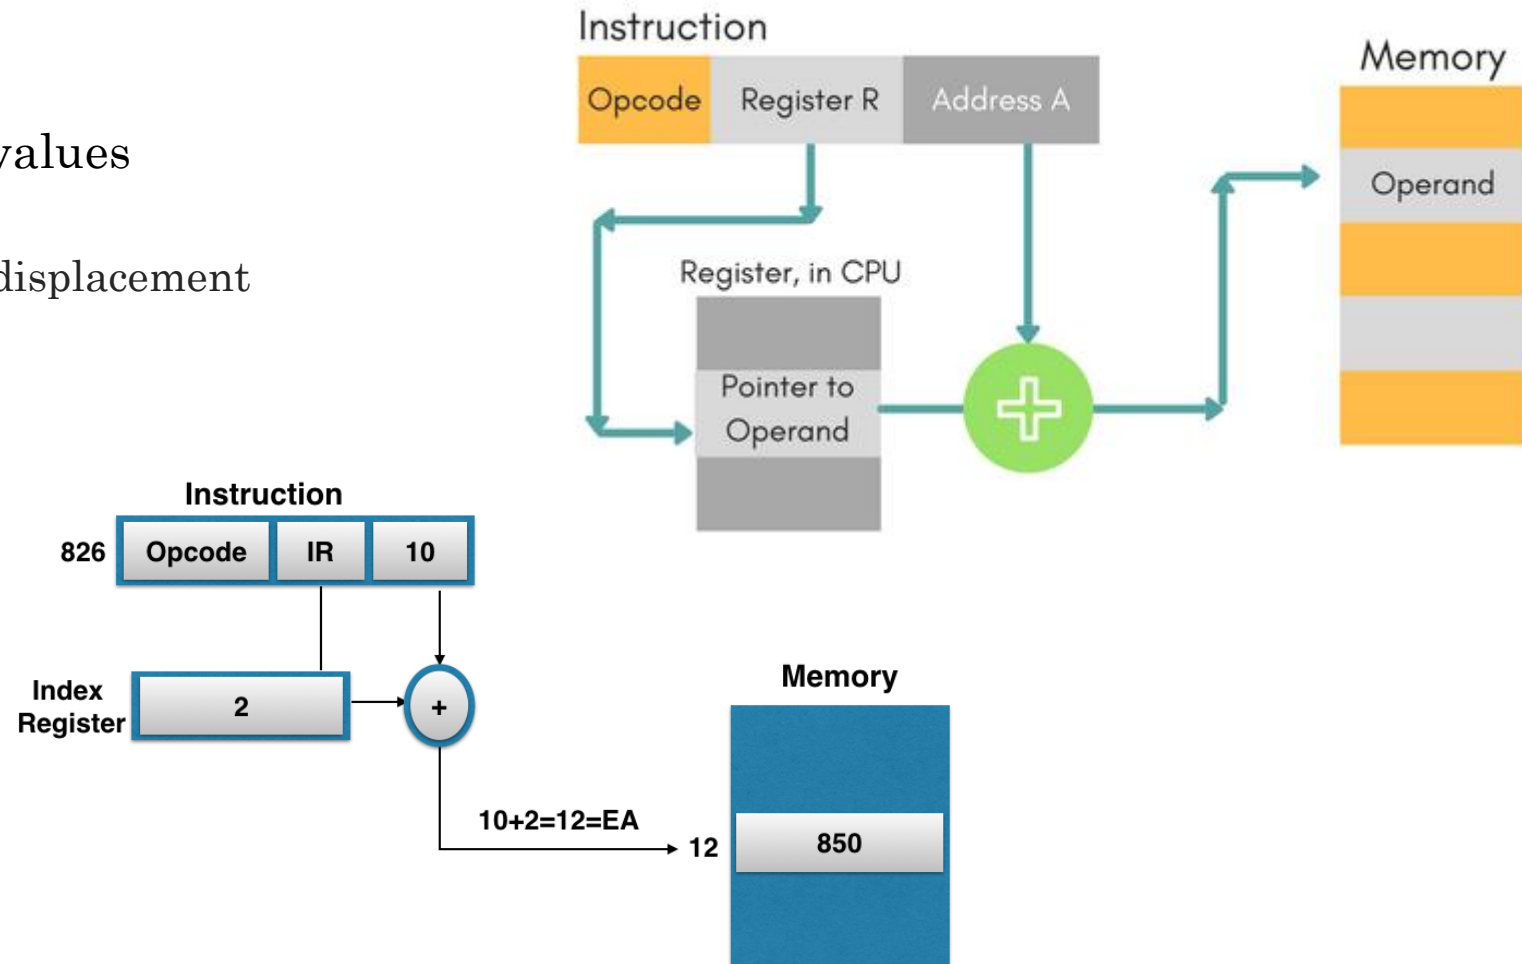 values
displacement
Instruction
Opcode Register R Address A
Register, in CPU
Pointer to
Operand
Memory
Operand
Instruction
826 Opcode IR 10
Index
Register
2
+
10+2=12=EA
Memory
12 850